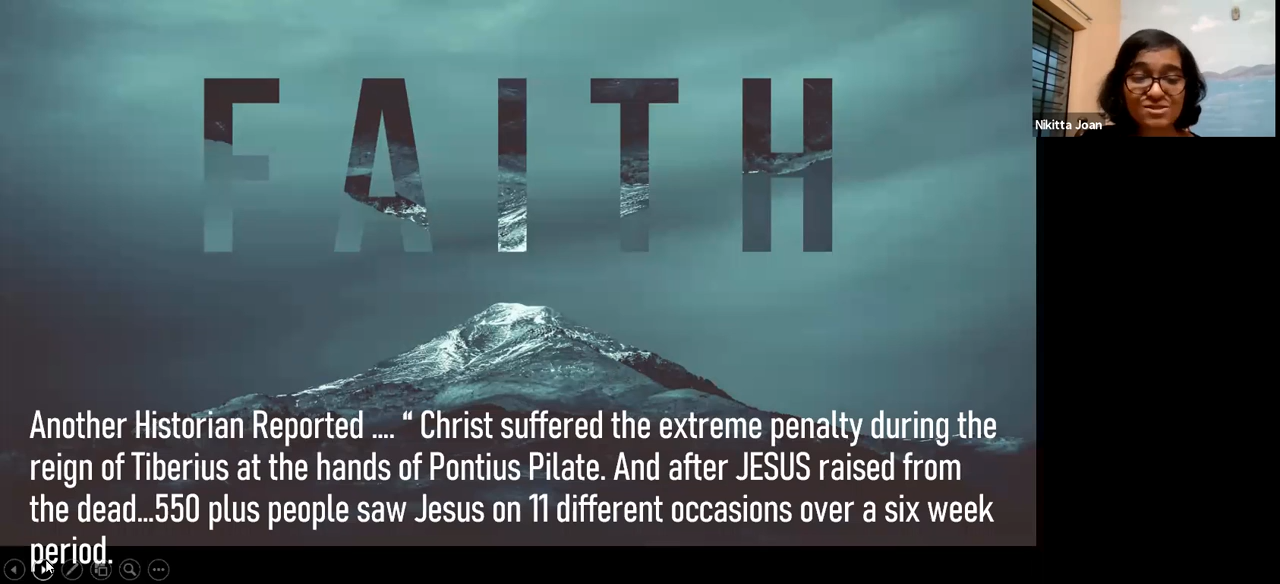 FAITH
Nikitta Joan
Another Historian Reported .... “ Christ suffered the extreme penalty during the
reign of Tiberius at the hands of Pontius Pilate. And after JESUS raised from
the dead...550 plus people saw Jesus on 11 different occasions over a six week
period.